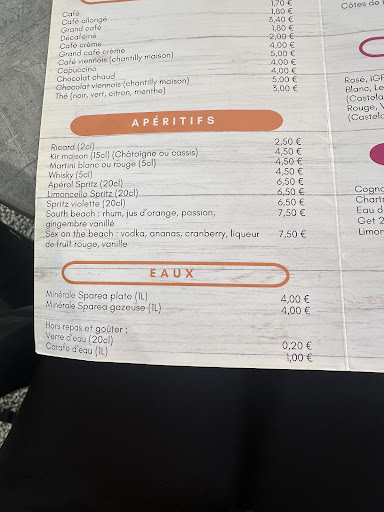 1,70 €
Café 1,80 €
Café allongé 3,40 €
Grand café 1,80 €
Décaféiné 2,00 €
Café crème 4,00 €
Grand café crème 5,00 €
Café viennois (chantilly maison) 4,00 €
Capuccino 4,00 €
Chocolat chaud 5,00 €
Chocolat viennois (chantilly maison) 3,00 €
Thé (noir, vert, citron, menthe)
APÉRITIFS
Ricard (2cl) 2,50 €
Kir maison (15cl) (Châtaigne ou cassis) 4,50 €
Martini blanc ou rouge (5cl) 4,50 €
Whisky (5cl) 4,50 €
Apérol Spritz (20cl) 6,50 €
Limoncello Spritz (20cl) 6,50 €
Spritz violette (20cl) 6,50 €
South beach : rhum, jus d'orange, passion, 7,50 €
gingembre vanillé
Sex on the beach : vodka, ananas, cranberry, liqueur 7,50 €
de fruit rouge, vanille
EAUX
Minérale Sparea plate (1L) 4,00 €
Minérale Sparea gazeuse (1L) 4,00 €
Hors repas et goûter :
Verre d'eau (20cl) 0,20 €
Carafe d'eau (1L) 1,00 €
Côtes de
Rosé, IGP
Blanc, Le
(Castela
Rouge,
(Castela
Cogna
Chart
Eau d
Get 2
Limon